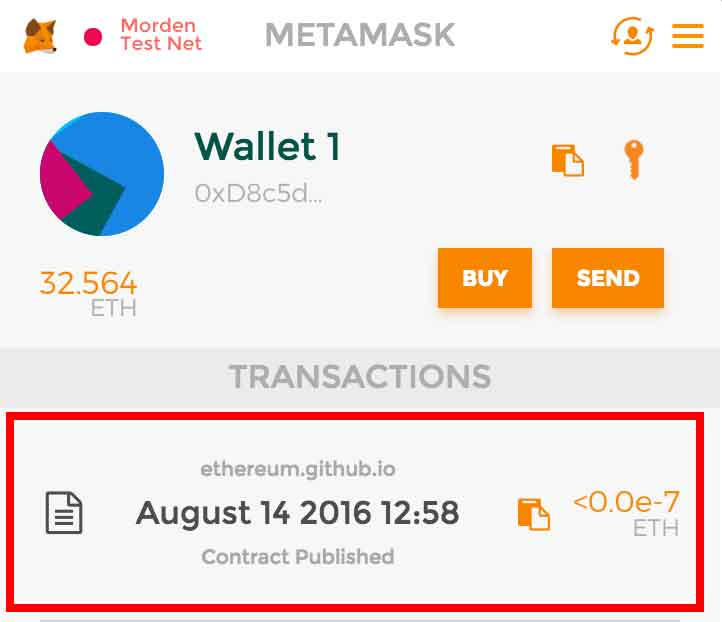 Morden
Test Net
METAMASK
Wallet 1
0xD8c5d...
32.564
ETH
BUY
SEND
TRANSACTIONS
ethereum.github.io
August 14 2016 12:58
Contract Published
<0.0e-7
ETH